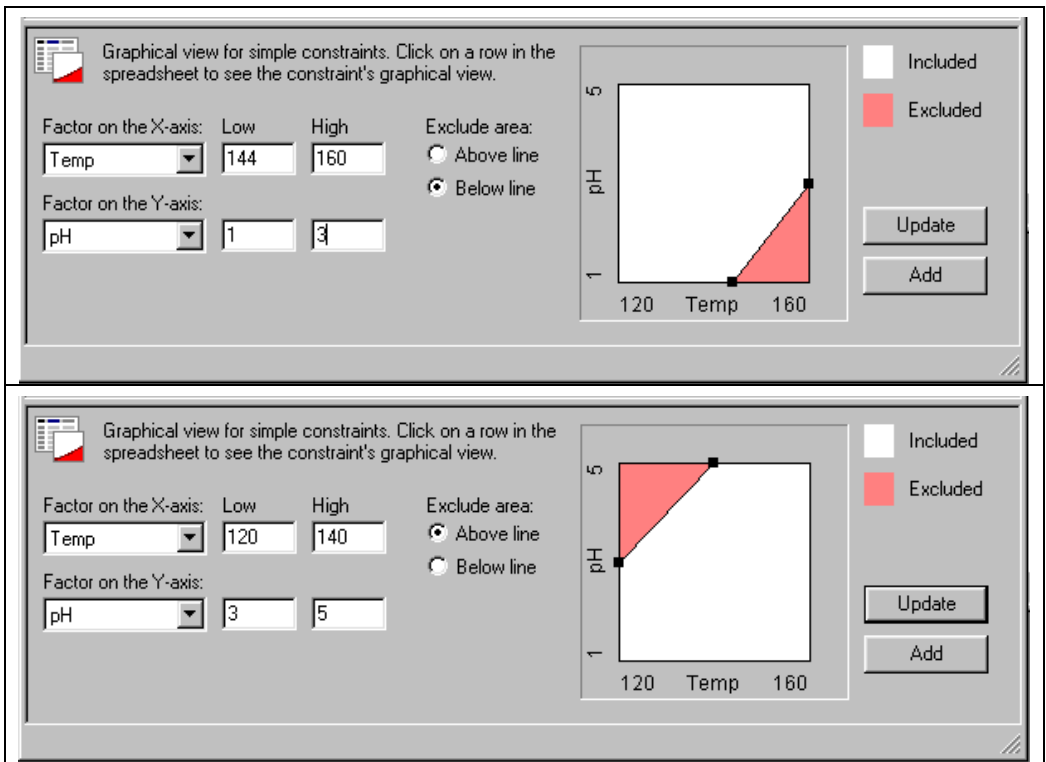 Graphical view for simple constraints. Click on a row in the
spreadsheet to see the constraint's graphical view.
Factor on the X-axis: Low High
Temp 144 160
Factor on the Y-axis:
pH 1 3
Exclude area:
Above line
Below line
5
pH
1
120 Temp 160
Included
Excluded
Update
Add
Graphical view for simple constraints. Click on a row in the
spreadsheet to see the constraint's graphical view.
Factor on the X-axis: Low High
Temp 120 140
Factor on the Y-axis:
pH 3 5
Exclude area:
Above line
Below line
5
pH
1
120 Temp 160
Included
Excluded
Update
Add